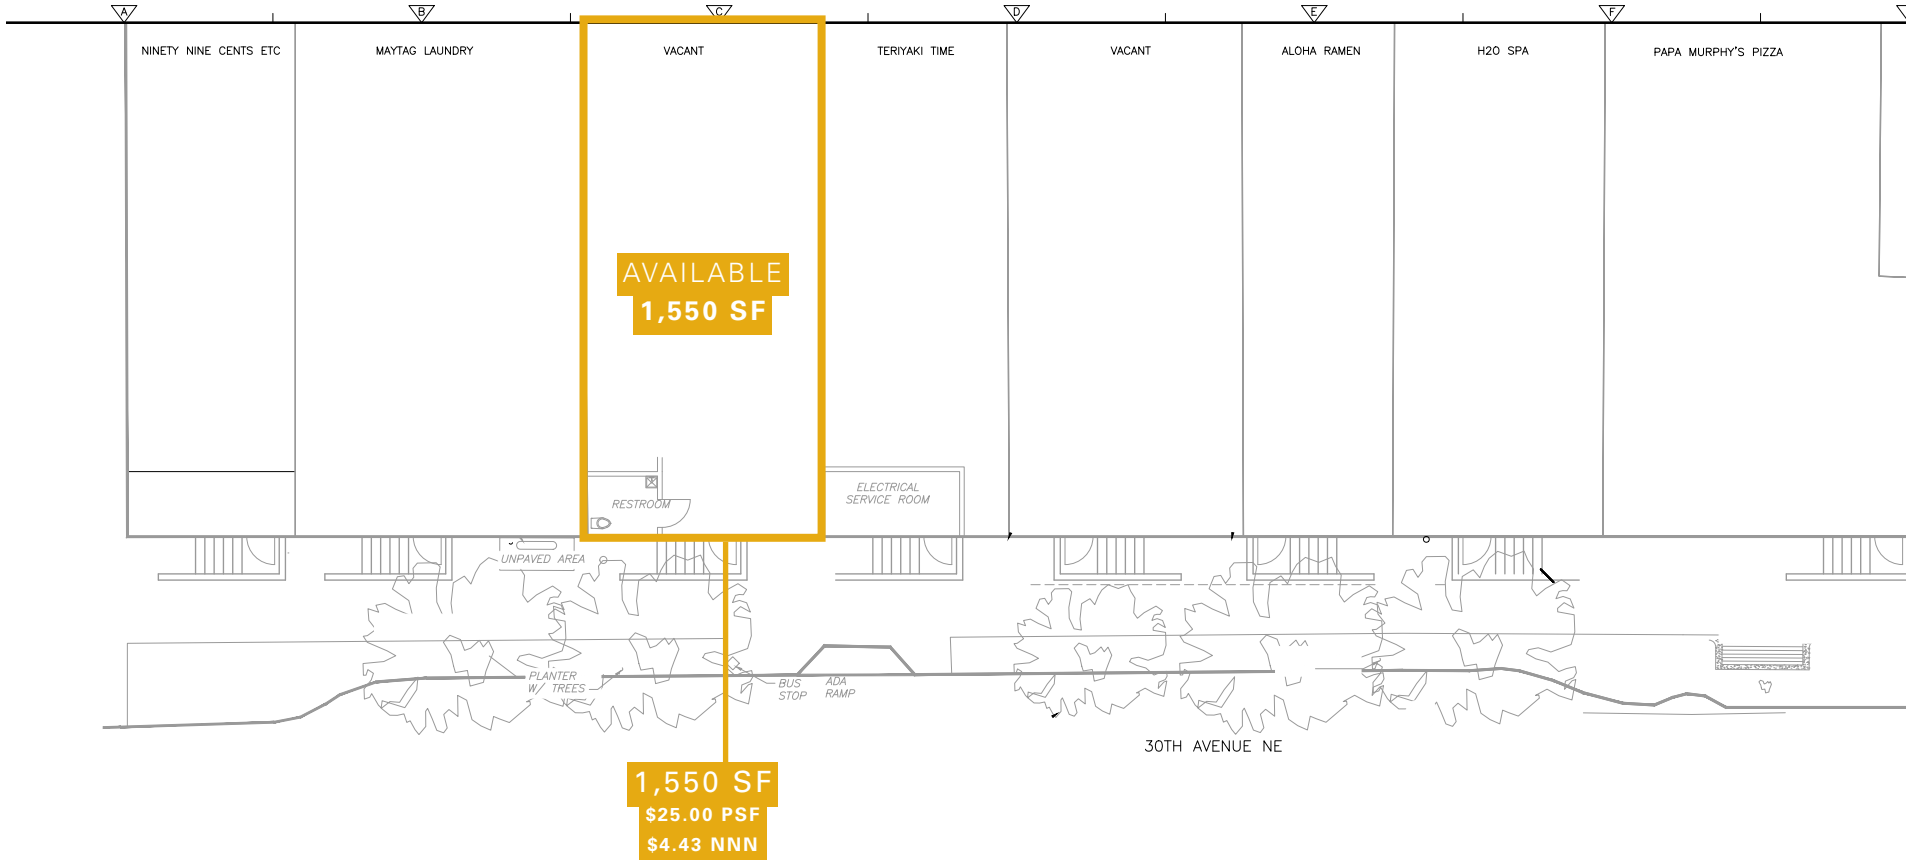 A
B
C
D
E
F
NINETY NINE CENTS ETC
MAYTAG LAUNDRY
VACANT
TERIYAKI TIME
VACANT
ALOHA RAMEN
H2O SPA
PAPA MURPHY'S PIZZA
AVAILABLE
1,550 SF
RESTROOM
ELECTRICAL
SERVICE ROOM
UNPAVED AREA
PLANTER
W/ TREES
BUS
STOP
ADA
RAMP
30TH AVENUE NE
1,550 SF
$25.00 PSF
$4.43 NNN